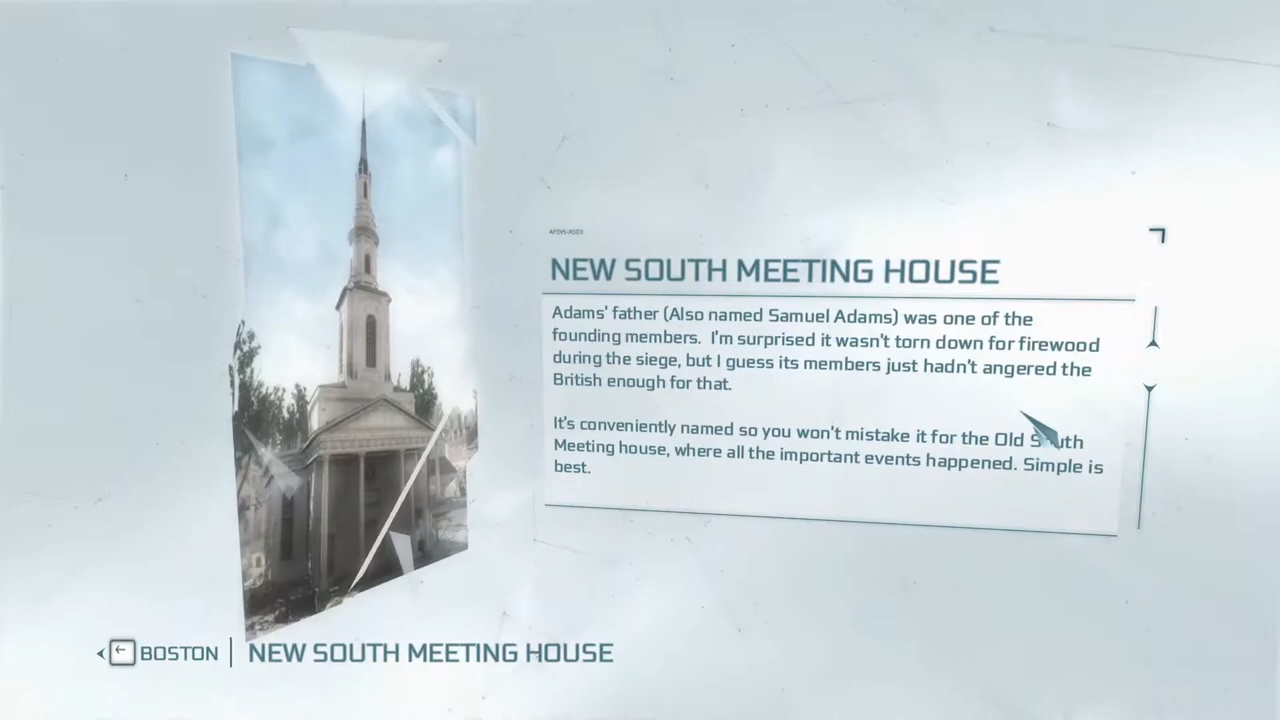 AFSVS-ASD3
NEW SOUTH MEETING HOUSE
Adams' father (Also named Samuel Adams) was one of the
founding members.  I'm surprised it wasn't torn down for firewood
during the siege, but I guess its members just hadn't angered the
British enough for that.
It's conveniently named so you won't mistake it for the Old South
Meeting house, where all the important events happened. Simple is
best.
BOSTON
NEW SOUTH MEETING HOUSE